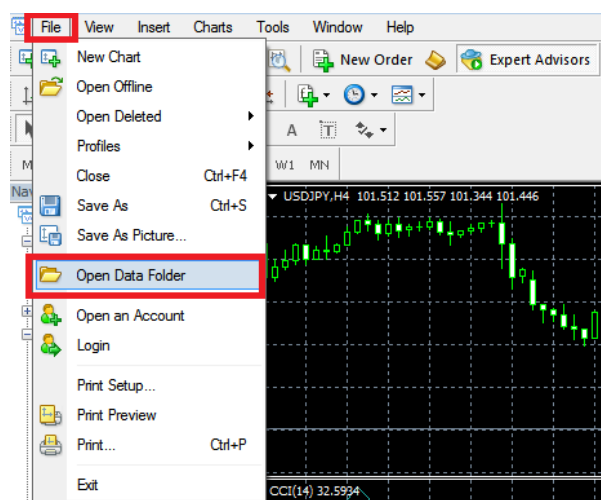 File View Insert Charts Tools Window Help
New Chart
New Order Expert Advisors
Open Offline
Open Deleted
A T
Profiles
W1 MN
Close Ctrl+F4
Save As Ctrl+S
USDJPY,H4 101.512 101.557 101.344 101.446
Save As Picture...
Open Data Folder
Open an Account
Login
Print Setup...
Print Preview
Print... Ctrl+P
Exit
CCI(14) 32.5934